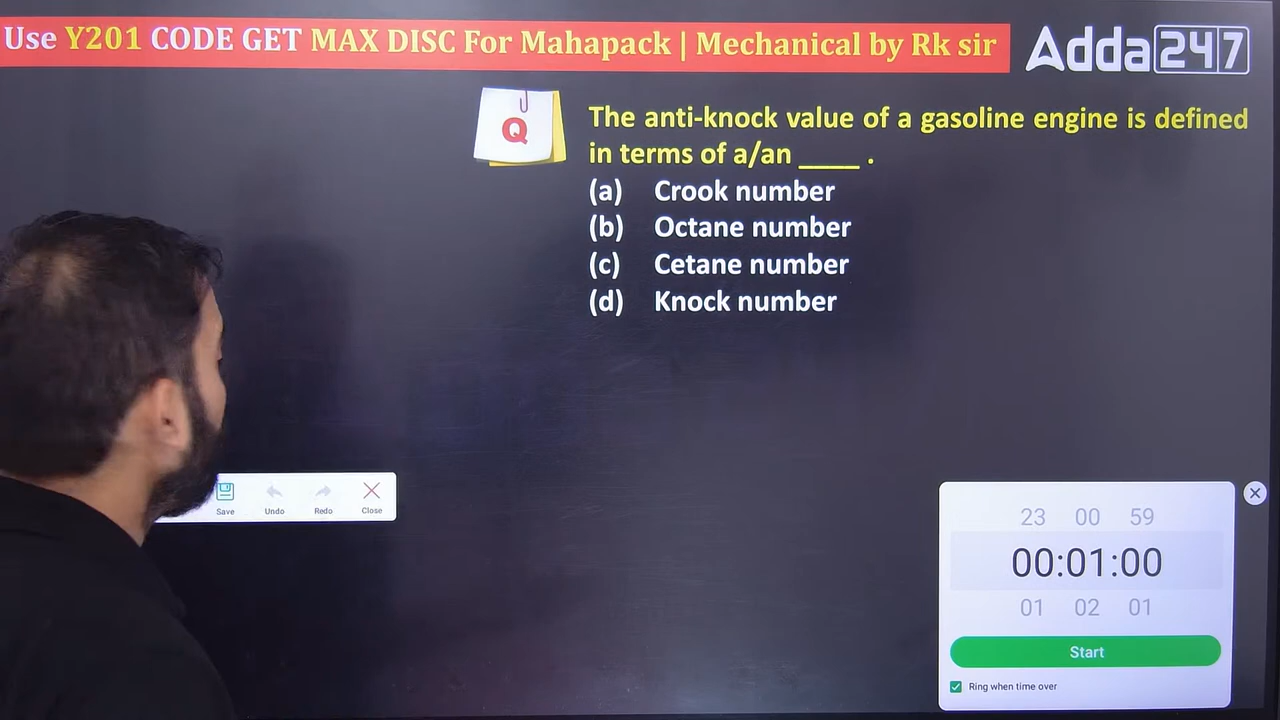 Use Y201 CODE GET MAX DISC For Mahapack | Mechanical by Rk sir
Adda247
Q
The anti-knock value of a gasoline engine is defined
in terms of a/an ____ .
(a) Crook number
(b) Octane number
(c) Cetane number
(d) Knock number
Save Undo Redo Close
23 00 59
00:01:00
01 02 01
Start
Ring when time over